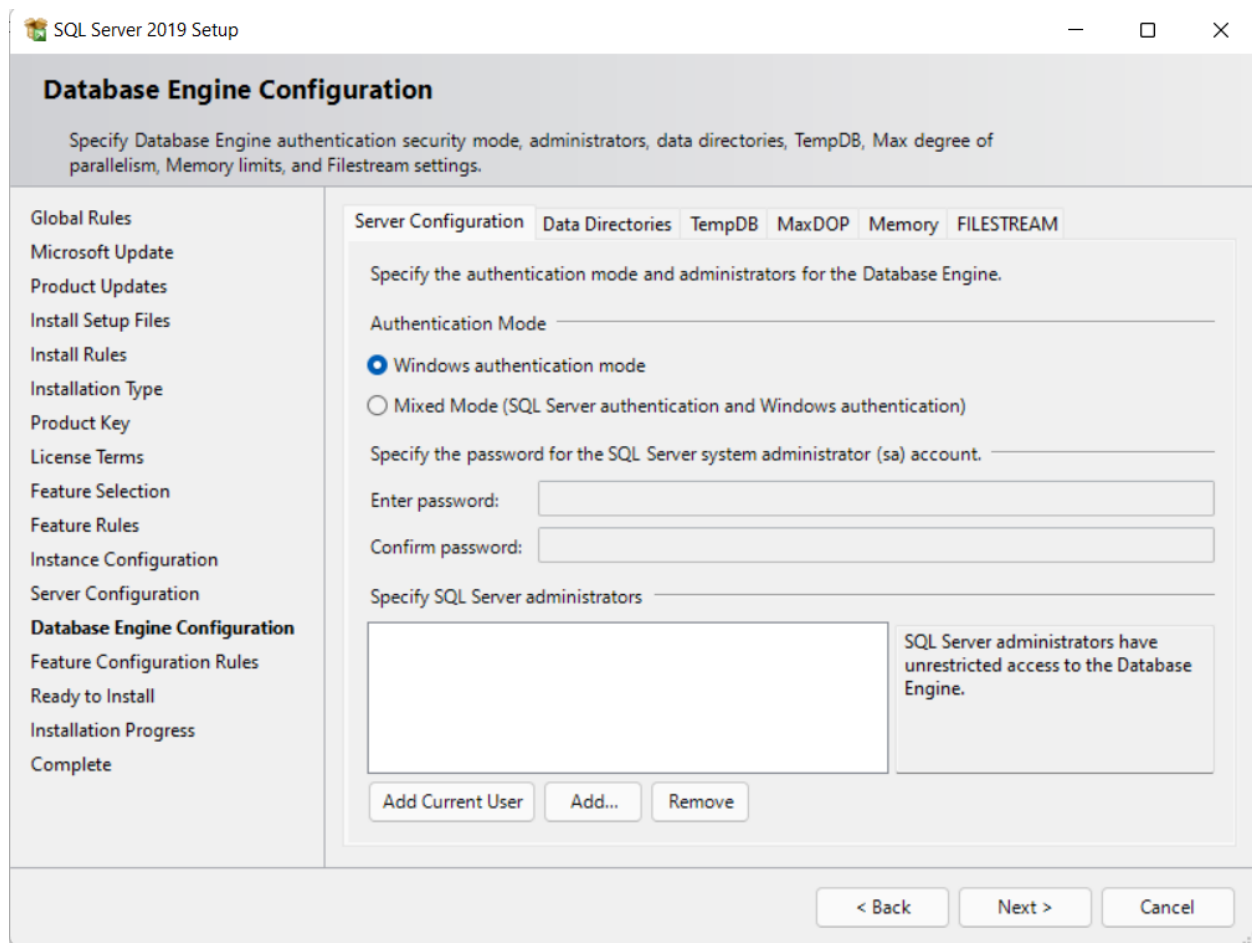 SQL Server 2019 Setup
Database Engine Configuration
Specify Database Engine authentication security mode, administrators, data directories, TempDB, Max degree of
parallelism, Memory limits, and Filestream settings.
Global Rules
Microsoft Update
Product Updates
Install Setup Files
Install Rules
Installation Type
Product Key
License Terms
Feature Selection
Feature Rules
Instance Configuration
Server Configuration
Database Engine Configuration
Feature Configuration Rules
Ready to Install
Installation Progress
Complete
Server Configuration Data Directories TempDB MaxDOP Memory FILESTREAM
Specify the authentication mode and administrators for the Database Engine.
Authentication Mode
Windows authentication mode
Mixed Mode (SQL Server authentication and Windows authentication)
Specify the password for the SQL Server system administrator (sa) account.
Enter password:
Confirm password:
Specify SQL Server administrators
SQL Server administrators have
unrestricted access to the Database
Engine.
Add Current User Add... Remove
< Back Next > Cancel